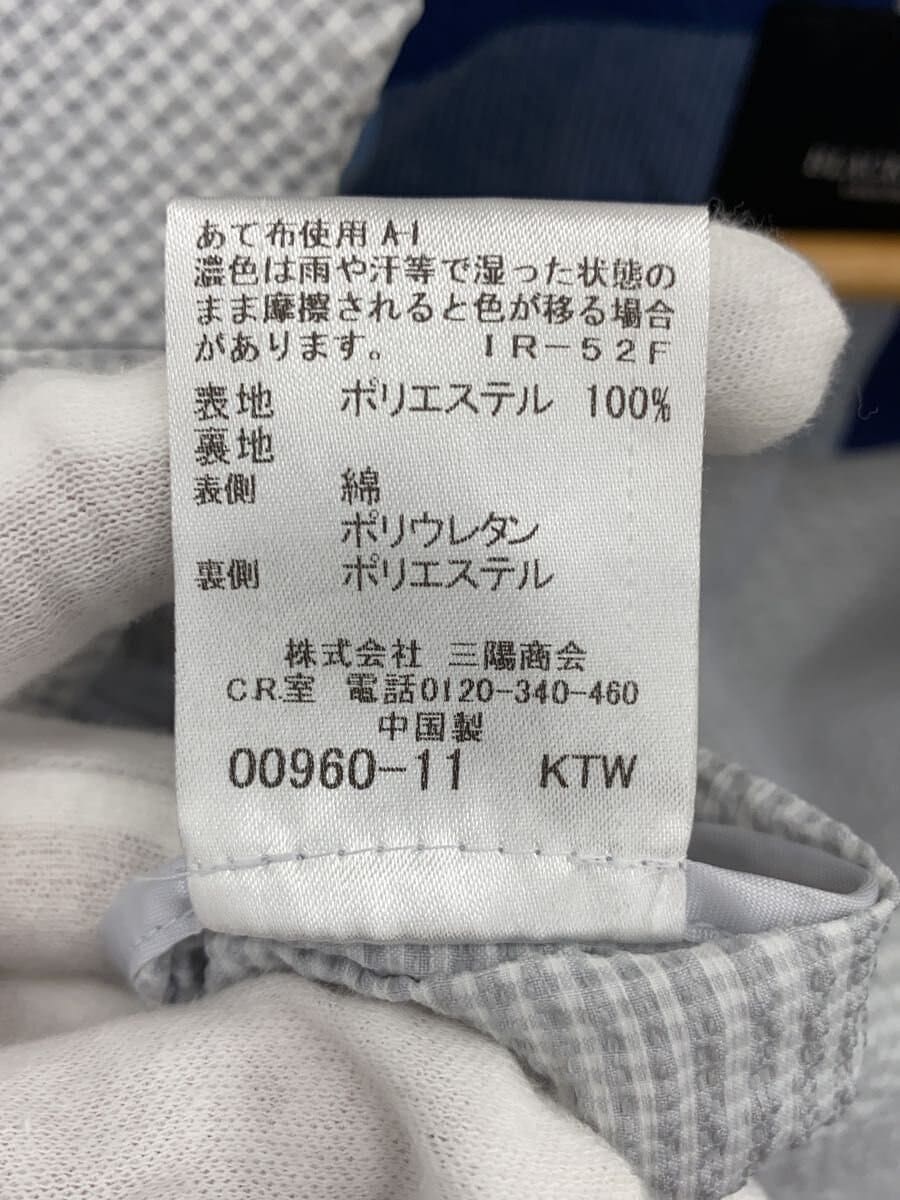 あて布使用 A-1
濃色は雨や汗等で湿った状態の
まま摩擦されると色が移る場合
があります。 IR-52F
表地 ポリエステル 100%
裏地
表側 綿
ポリウレタン
裏側 ポリエステル
株式会社 三陽商会
C.R.室 電話0120-340-460
中国製
00960-11 KTW